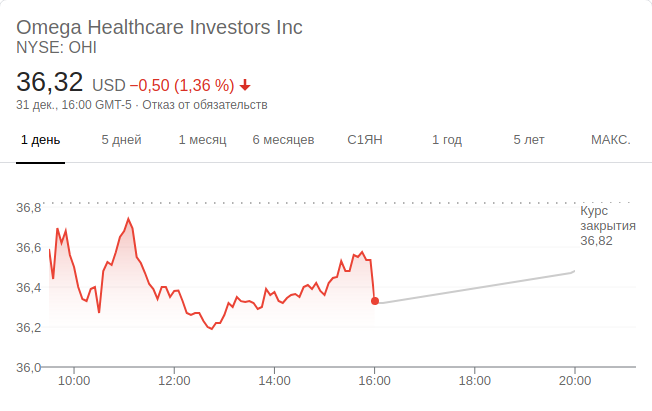 Omega Healthcare Investors Inc
NYSE: OHI
36,32 USD −0,50 (1,36 %)
31 дек., 16:00 GMT-5 · Отказ от обязательств
1 день 5 дней 1 месяц 6 месяцев С1ЯН 1 год 5 лет МАКС.
36,8
Курс
закрытия
36,82
36,6
36,4
36,2
36,0
10:00 12:00 14:00 16:00 18:00 20:00